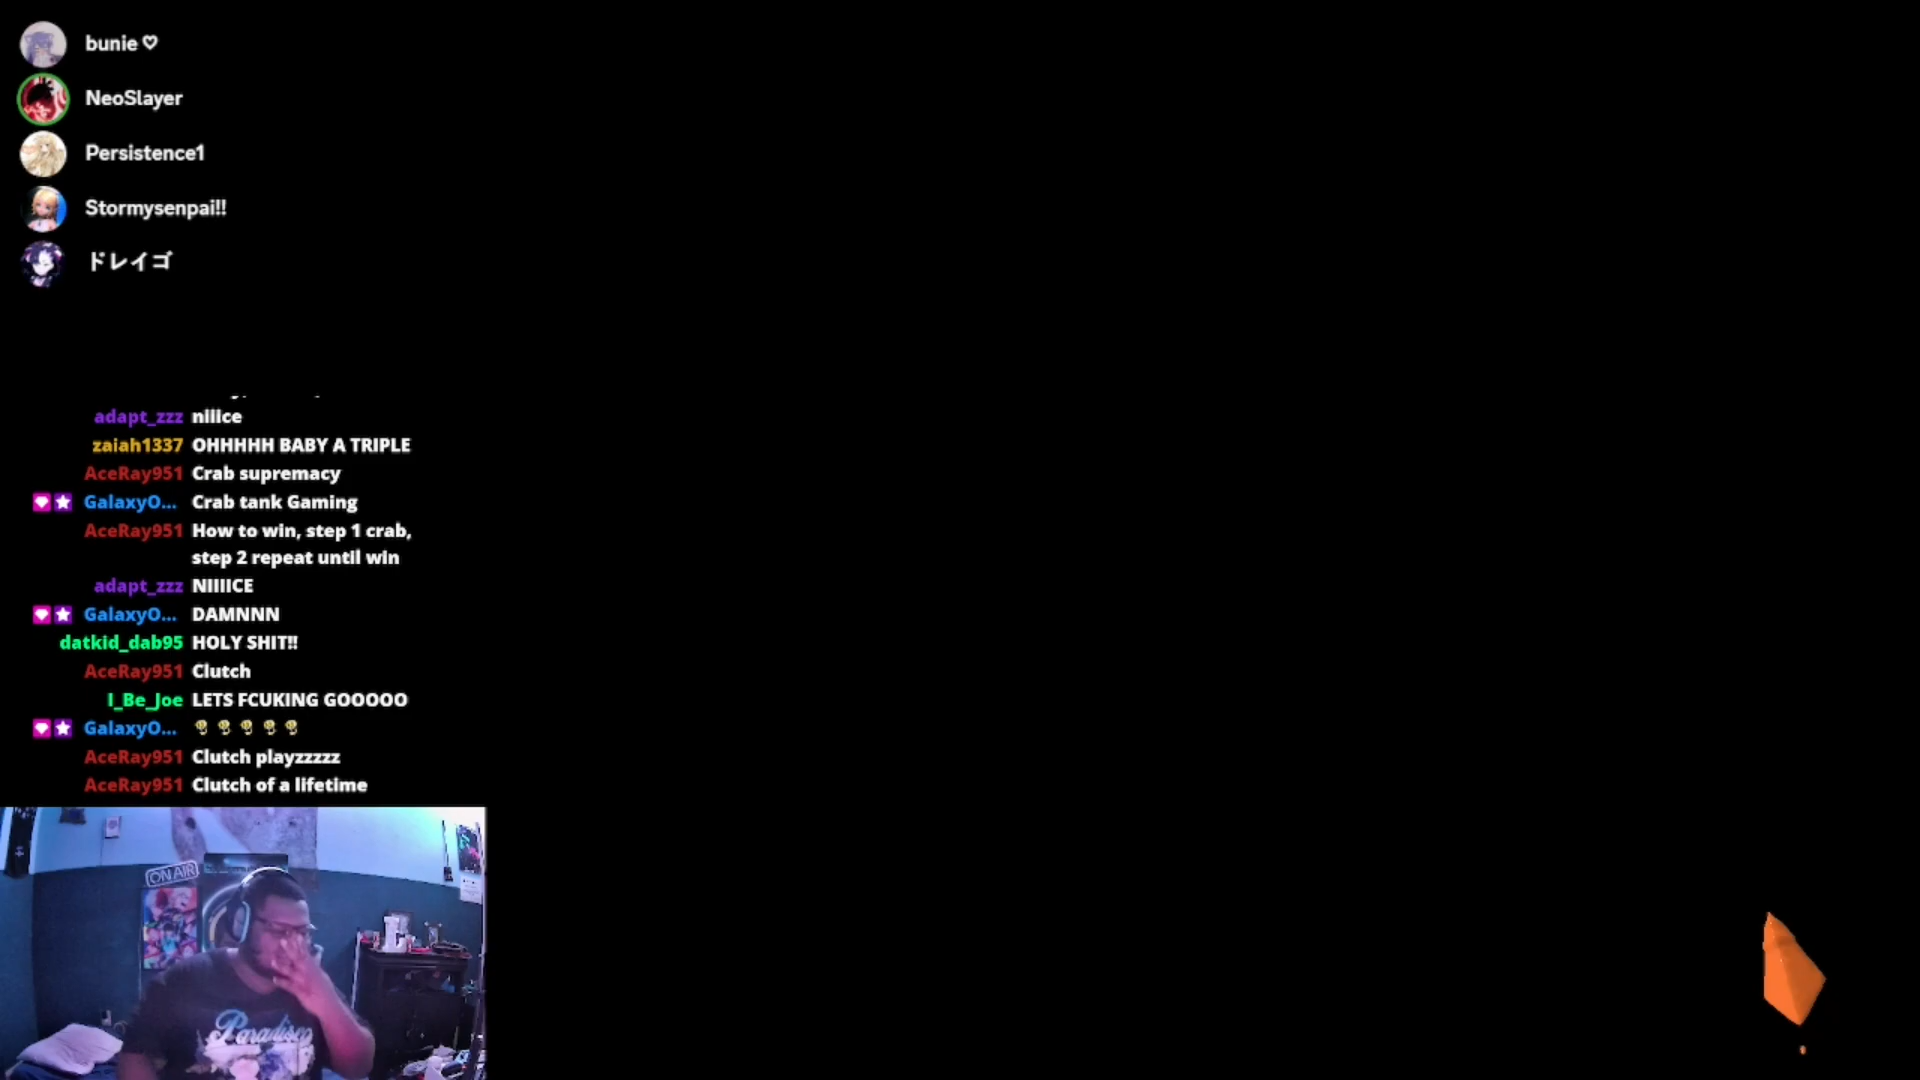 bunie ♡
NeoSlayer
Persistence1
Stormysenpai!!
ドレイゴ
adapt_zzz niiice
zaiah1337 OHHHHH BABY A TRIPLE
AceRay951 Crab supremacy
GalaxyO... Crab tank Gaming
AceRay951 How to win, step 1 crab,
step 2 repeat until win
adapt_zzz NIIIICE
GalaxyO... DAMNNN
datkid_dab95 HOLY SHIT!!
AceRay951 Clutch
I_Be_Joe LETS FCUKING GOOOOO
GalaxyO...
AceRay951 Clutch playzzzzz
AceRay951 Clutch of a lifetime
ON AIR
Paradise